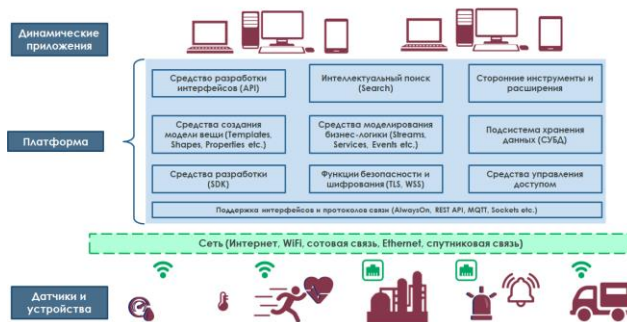 Динамические
приложения
Средство разработки
интерфейсов (API)
Интеллектуальный поиск
(Search)
Сторонние инструменты и
расширения
Платформа
Средства создания
модели вещи (Templates,
Shapes, Properties etc.)
Средства моделирования
бизнес-логики (Streams,
Services, Events etc.)
Подсистема хранения
данных (СУБД)
Средства разработки
(SDK)
Функции безопасности и
шифрования (TLS, WSS)
Средства управления
доступом
Поддержка интерфейсов и протоколов связи (AlwaysOn, REST API, MQTT, Sockets etc.)
Сеть (Интернет, WiFi, сотовая связь, Ethernet, спутниковая связь)
Датчики и
устройства